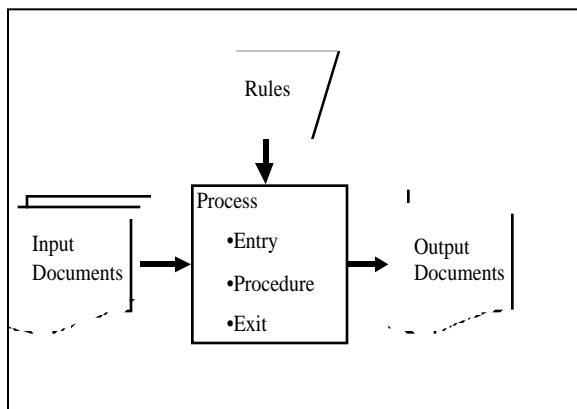 Rules
Input
Documents
Process
•Entry
•Procedure
•Exit
Output
Documents